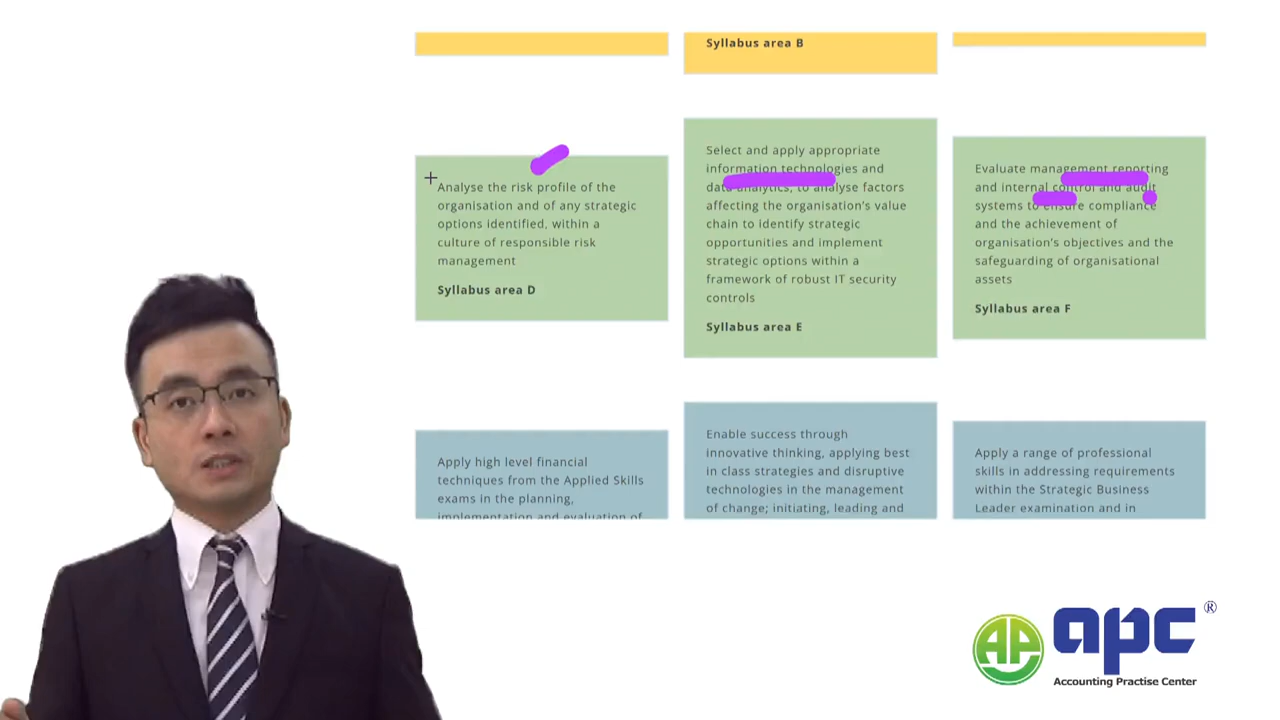 Syllabus area B
Analyse the risk profile of the
organisation and of any strategic
options identified, within a
culture of responsible risk
management
Syllabus area D
Select and apply appropriate
information technologies and
data analytics, to analyse factors
affecting the organisation's value
chain to identify strategic
opportunities and implement
strategic options within a
framework of robust IT security
controls
Syllabus area E
Evaluate management reporting
and internal control and audit
systems to ensure compliance
and the achievement of
organisation's objectives and the
safeguarding of organisational
assets
Syllabus area F
Apply high level financial
techniques from the Applied Skills
exams in the planning,
implementation and evaluation of
Enable success through
innovative thinking, applying best
in class strategies and disruptive
technologies in the management
of change; initiating, leading and
Apply a range of professional
skills in addressing requirements
within the Strategic Business
Leader examination and in
AP apc ®
Accounting Practise Center